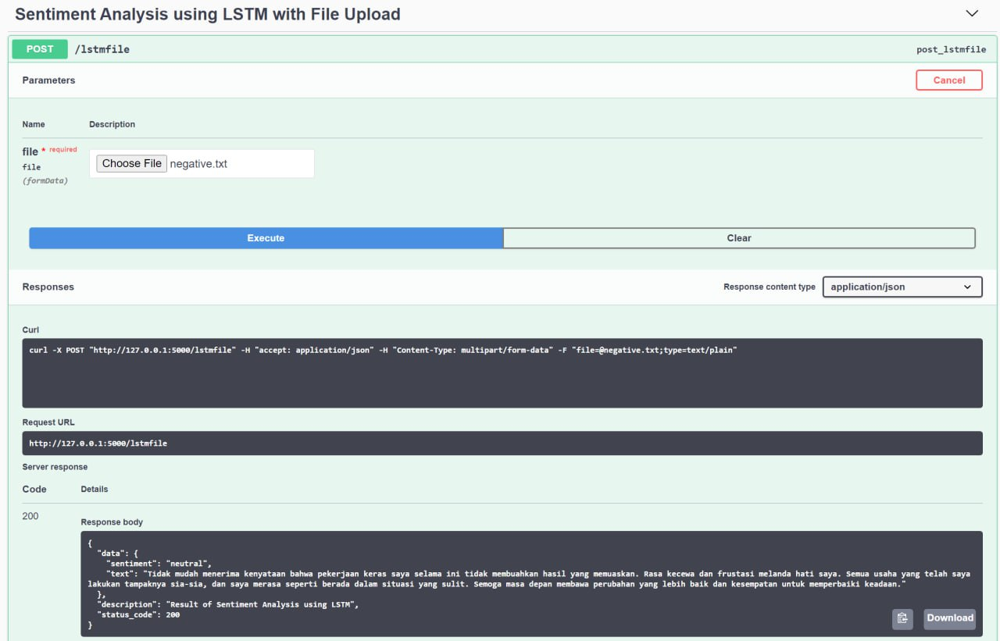 Sentiment Analysis using LSTM with File Upload
POST /lstmfile post_lstmfile
Parameters Cancel
Name Description
file * required
file
(formData)
Choose File negative.txt
Execute Clear
Responses Response content type application/json
Curl
curl -X POST "http://127.0.0.1:5000/lstmfile" -H "accept: application/json" -H "Content-Type: multipart/form-data" -F "file=@negative.txt;type=text/plain"
Request URL
http://127.0.0.1:5000/lstmfile
Server response
Code Details
200
Response body
{
  "data": {
    "sentiment": "neutral",
    "text": "Tidak mudah menerima kenyataan bahwa pekerjaan keras saya selama ini tidak membuahkan hasil yang memuaskan. Rasa kecewa dan frustasi melanda hati saya. Semua usaha yang telah saya
lakukan tampaknya sia-sia, dan saya merasa seperti berada dalam situasi yang sulit. Semoga masa depan membawa perubahan yang lebih baik dan kesempatan untuk memperbaiki keadaan."
  },
  "description": "Result of Sentiment Analysis using LSTM",
  "status_code": 200
}
Download